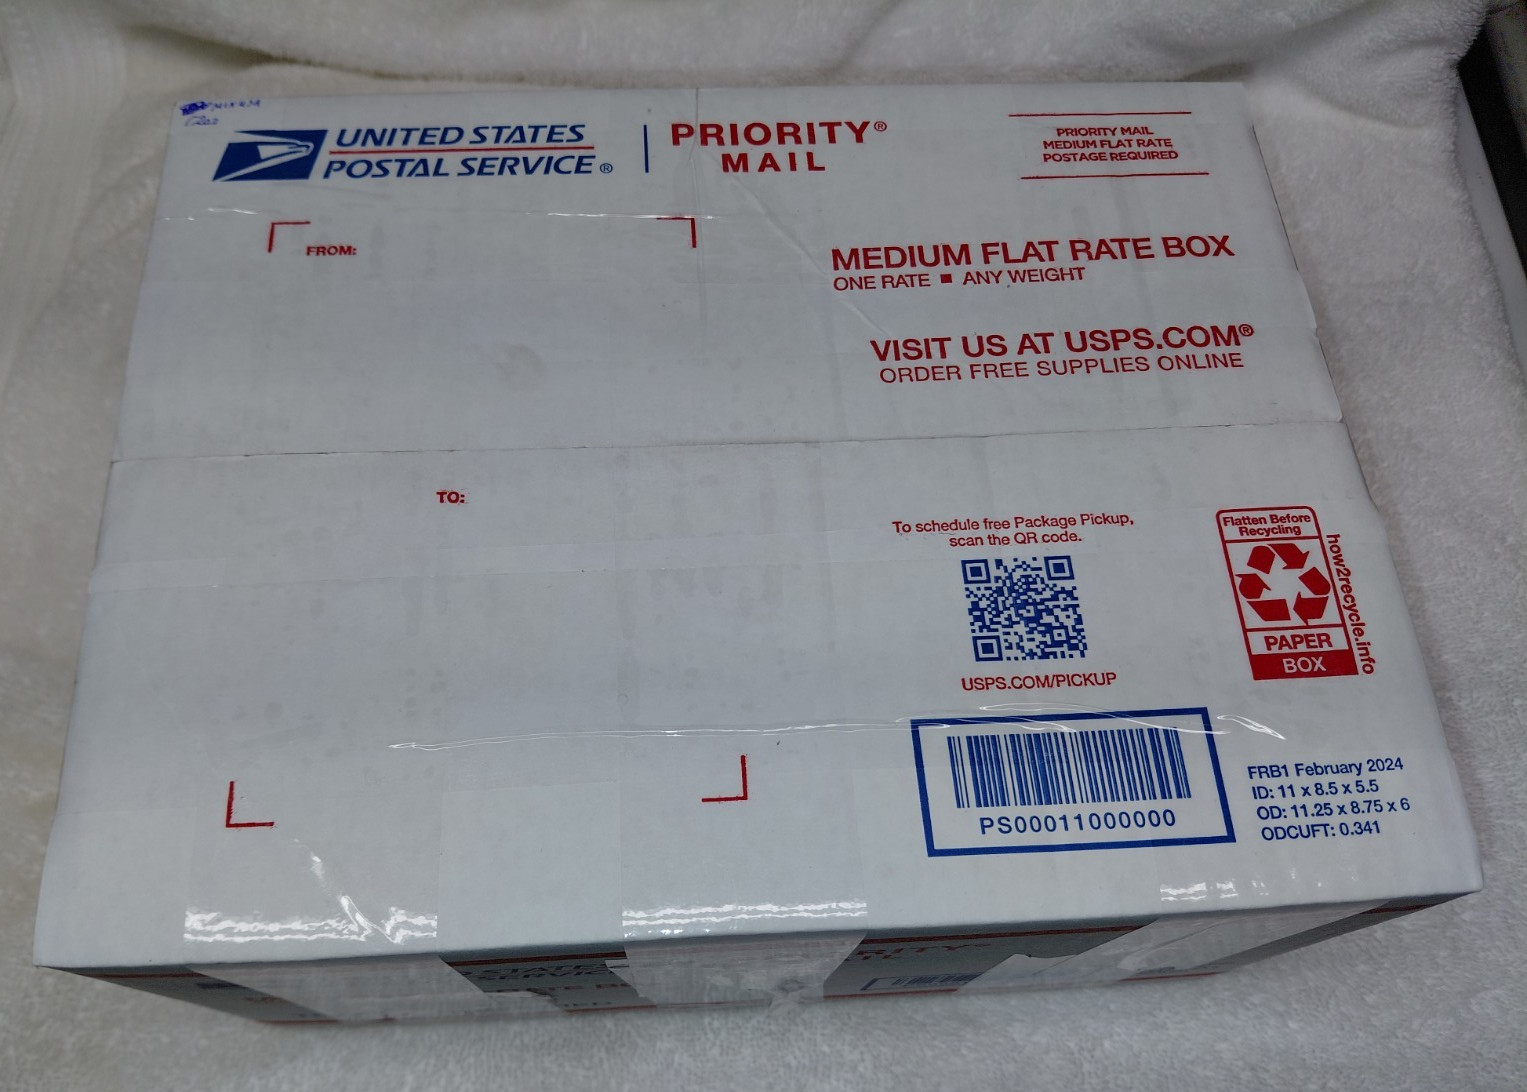 UNITED STATES
POSTAL SERVICE®
PRIORITY®
MAIL
PRIORITY MAIL
MEDIUM FLAT RATE
POSTAGE REQUIRED
FROM:
MEDIUM FLAT RATE BOX
ONE RATE ■ ANY WEIGHT
VISIT US AT USPS.COM®
ORDER FREE SUPPLIES ONLINE
TO:
To schedule free Package Pickup,
scan the QR code.
USPS.COM/PICKUP
Flatten Before
Recycling
PAPER
BOX
how2recycle.info
PS00011000000
FRB1 February 2024
ID: 11 x 8.5 x 5.5
OD: 11.25 x 8.75 x 6
ODCUFT: 0.341